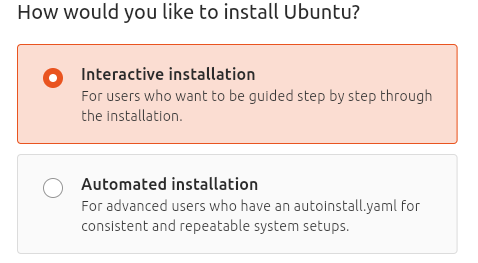 How would you like to install Ubuntu?
Interactive installation
For users who want to be guided step by step through
the installation.
Automated installation
For advanced users who have an autoinstall.yaml for
consistent and repeatable system setups.